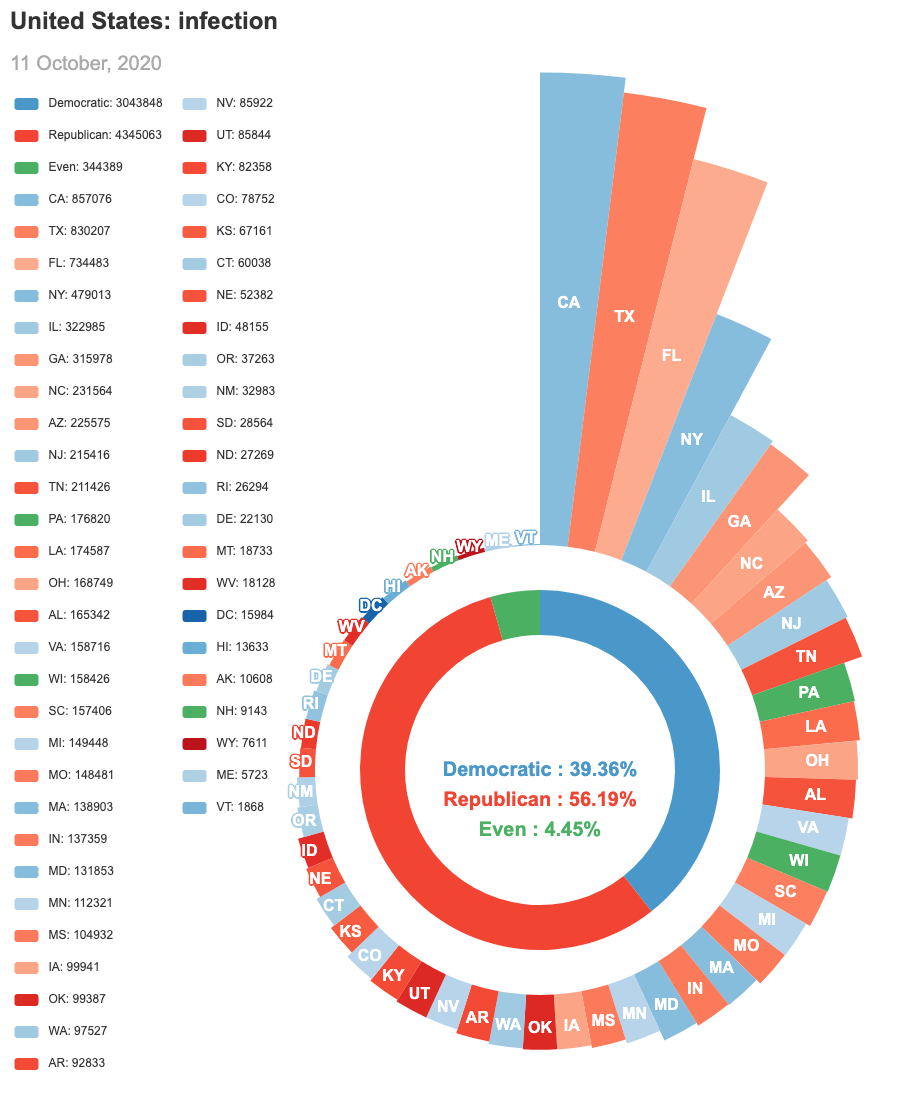 United States: infection
11 October, 2020
Democratic: 3043848
Republican: 4345063
Even: 344389
CA: 857076
TX: 830207
FL: 734483
NY: 479013
IL: 322985
GA: 315978
NC: 231564
AZ: 225575
NJ: 215416
TN: 211426
PA: 176820
LA: 174587
OH: 168749
AL: 165342
VA: 158716
WI: 158426
SC: 157406
MI: 149448
MO: 148481
MA: 138903
IN: 137359
MD: 131853
MN: 112321
MS: 104932
IA: 99941
OK: 99387
WA: 97527
AR: 92833
NV: 85922
UT: 85844
KY: 82358
CO: 78752
KS: 67161
CT: 60038
NE: 52382
ID: 48155
OR: 37263
NM: 32983
SD: 28564
ND: 27269
RI: 26294
DE: 22130
MT: 18733
WV: 18128
DC: 15984
HI: 13633
AK: 10608
NH: 9143
WY: 7611
ME: 5723
VT: 1868
CA
TX
FL
NY
IL
GA
NC
AZ
NJ
TN
PA
LA
OH
AL
VA
WI
SC
MI
MO
MA
IN
MD
MN
MS
IA
OK
WA
AR
NV
UT
KY
CO
KS
CT
NE
ID
OR
NM
SD
ND
RI
DE
MT
WV
DC
HI
AK
NH
WY
ME
VT
Democratic : 39.36%
Republican : 56.19%
Even : 4.45%